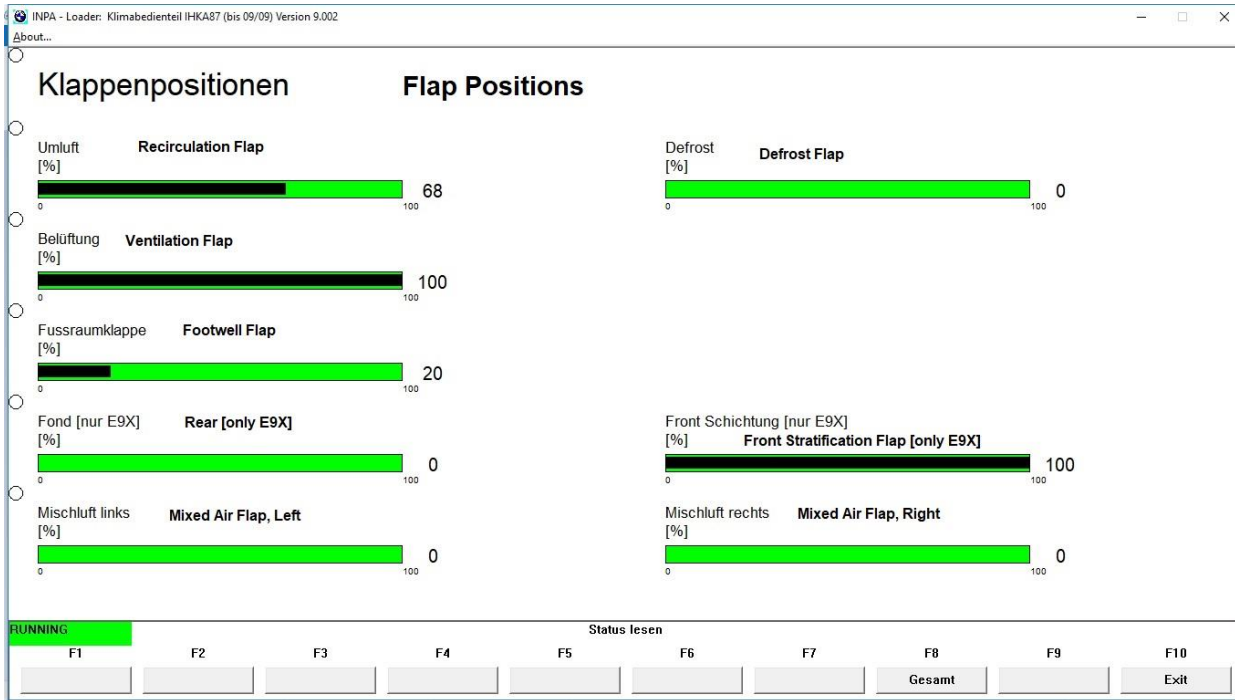 INPA - Loader: Klimabedienteil IHKA87 (bis 09/09) Version 9.002
About...
Klappenpositionen Flap Positions
Umluft Recirculation Flap
[%]
68
0 100
Defrost Defrost Flap
[%]
0
0 100
Belüftung Ventilation Flap
[%]
100
0 100
Fussraumklappe Footwell Flap
[%]
20
0 100
Fond [nur E9X] Rear [only E9X]
[%]
0
0 100
Front Schichtung [nur E9X]
[%] Front Stratification Flap [only E9X]
100
0 100
Mischluft links Mixed Air Flap, Left
[%]
0
0 100
Mischluft rechts Mixed Air Flap, Right
[%]
0
0 100
RUNNING Status lesen
F1 F2 F3 F4 F5 F6 F7 F8 F9 F10
Gesamt Exit